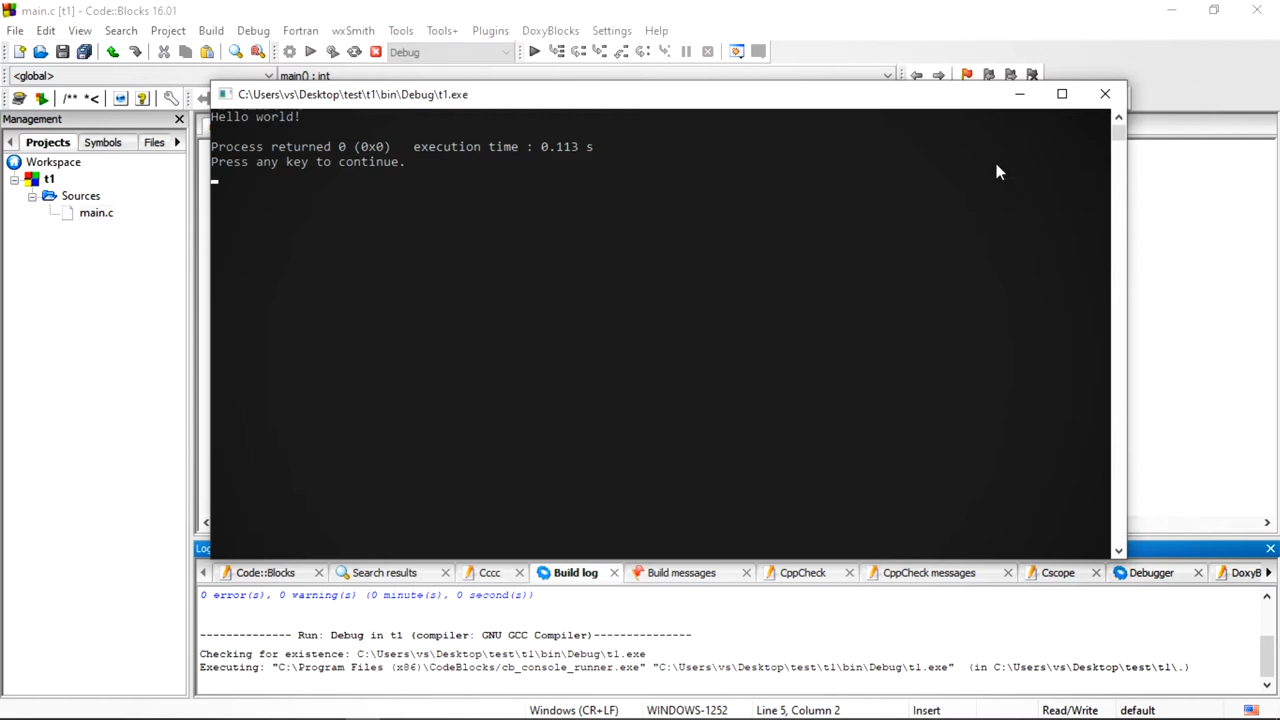 main.c [t1] - Code::Blocks 16.01
File Edit View Search Project Build Debug Fortran wxSmith Tools Tools+ Plugins DoxyBlocks Settings Help
Debug
<global> main() : int
/** *<
C:\Users\vs\Desktop\test\t1\bin\Debug\t1.exe
Management
Projects Symbols Files
Workspace
t1
Sources
main.c
Hello world!
Process returned 0 (0x0)   execution time : 0.113 s
Press any key to continue.
Code::Blocks Search results Cccc Build log Build messages CppCheck CppCheck messages Cscope Debugger DoxyB
0 error(s), 0 warning(s) (0 minute(s), 0 second(s))
-------------- Run: Debug in t1 (compiler: GNU GCC Compiler)---------------
Checking for existence: C:\Users\vs\Desktop\test\t1\bin\Debug\t1.exe
Executing: "C:\Program Files (x86)\CodeBlocks/cb_console_runner.exe" "C:\Users\vs\Desktop\test\t1\bin\Debug\t1.exe"  (in C:\Users\vs\Desktop\test\t1\.)
Windows (CR+LF) WINDOWS-1252 Line 5, Column 2 Insert Read/Write default